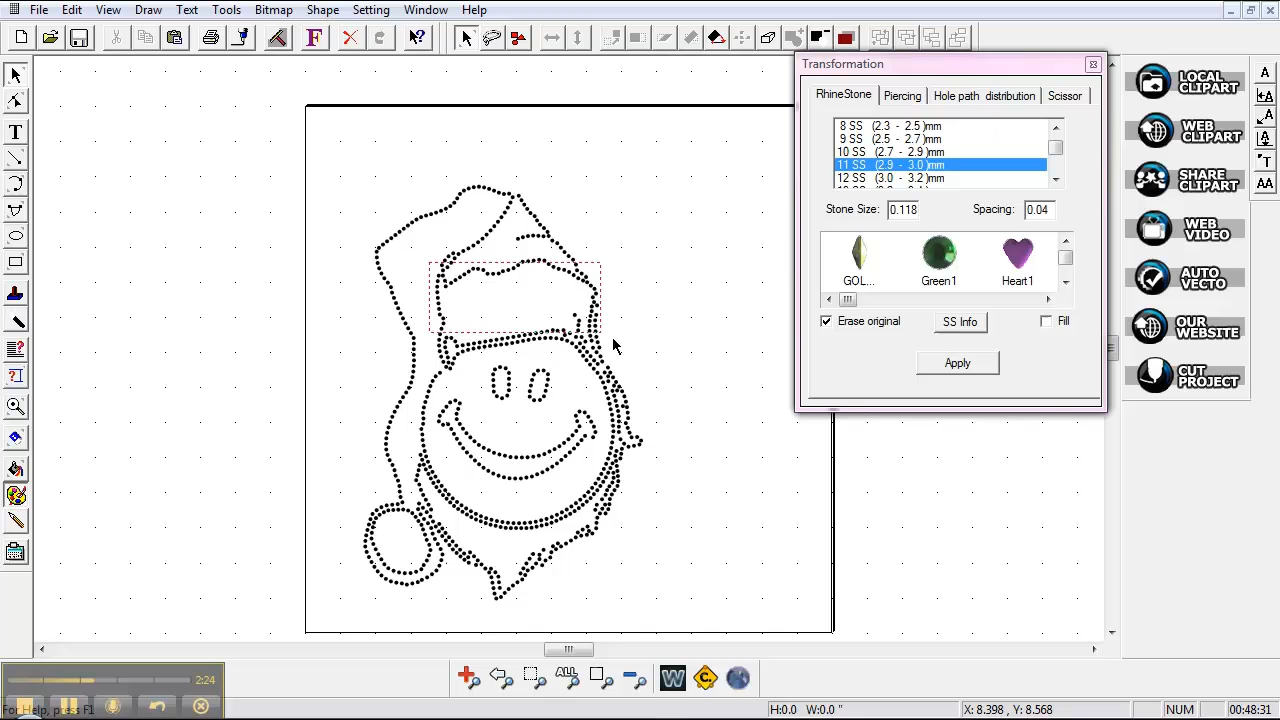 File Edit View Draw Text Tools Bitmap Shape Setting Window Help
F
Transformation
RhineStone Piercing Hole path distribution Scissor
8 SS (2.3 - 2.5 )mm
9 SS (2.5 - 2.7 )mm
10 SS (2.7 - 2.9 )mm
11 SS (2.9 - 3.0 )mm
12 SS (3.0 - 3.2 )mm
Stone Size: 0.118 Spacing: 0.04
GOL... Green1 Heart1
Erase original SS Info Fill
Apply
LOCAL
CLIPART
WEB
CLIPART
SHARE
CLIPART
WEB
VIDEO
AUTO
VECTO
OUR
WEBSITE
CUT
PROJECT
A
A
A
A
T
AA
T
ALL
W C.
2:24
For Help, press F1
H:0.0 W:0.0 " X: 8.398 , Y: 8.568 NUM 00:48:31